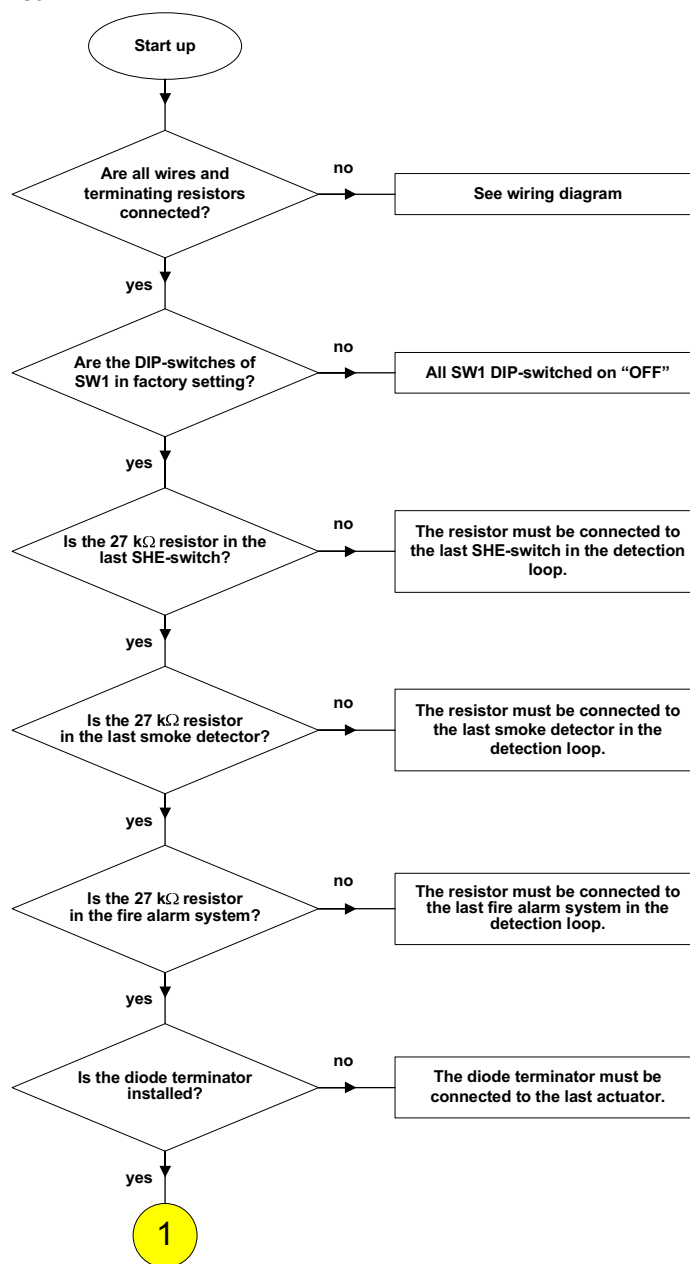 Start up
Are all wires and
terminating resistors
connected?
no
See wiring diagram
yes
Are the DIP-switches of
SW1 in factory setting?
no
All SW1 DIP-switched on “OFF”
yes
Is the 27 kΩ resistor in the
last SHE-switch?
no
The resistor must be connected to
the last SHE-switch in the detection
loop.
yes
Is the 27 kΩ resistor
in the last smoke detector?
no
The resistor must be connected to
the last smoke detector in the
detection loop.
yes
Is the 27 kΩ resistor
in the fire alarm system?
no
The resistor must be connected to
the last fire alarm system in the
detection loop.
yes
Is the diode terminator
installed?
no
The diode terminator must be
connected to the last actuator.
yes
1